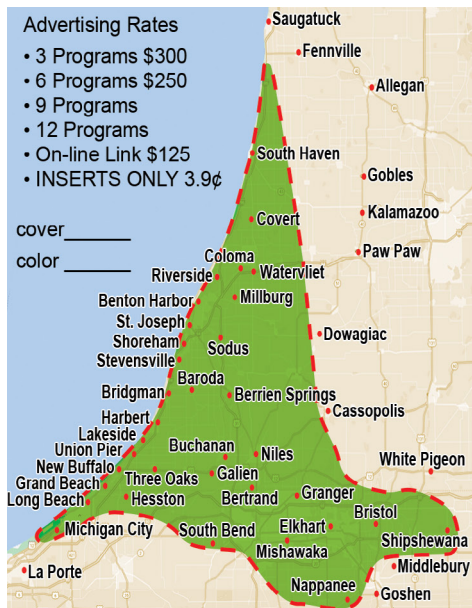 Advertising Rates
• 3 Programs $300
• 6 Programs $250
• 9 Programs
• 12 Programs
• On-line Link $125
• INSERTS ONLY 3.9¢
cover_______
color _______
Saugatuck
Fennville
Allegan
South Haven
Gobles
Covert
Kalamazoo
Paw Paw
Coloma
Riverside
Watervliet
Benton Harbor
Millburg
St. Joseph
Dowagiac
Shoreham
Sodus
Stevensville
Baroda
Bridgman
Berrien Springs
Cassopolis
Harbert
Lakeside
Union Pier
Buchanan
Niles
White Pigeon
New Buffalo
Three Oaks
Galien
Grand Beach
Hesston
Bertrand
Granger
Long Beach
Bristol
Michigan City
South Bend
Elkhart
Shipshewana
Mishawaka
La Porte
Middlebury
Nappanee
Goshen